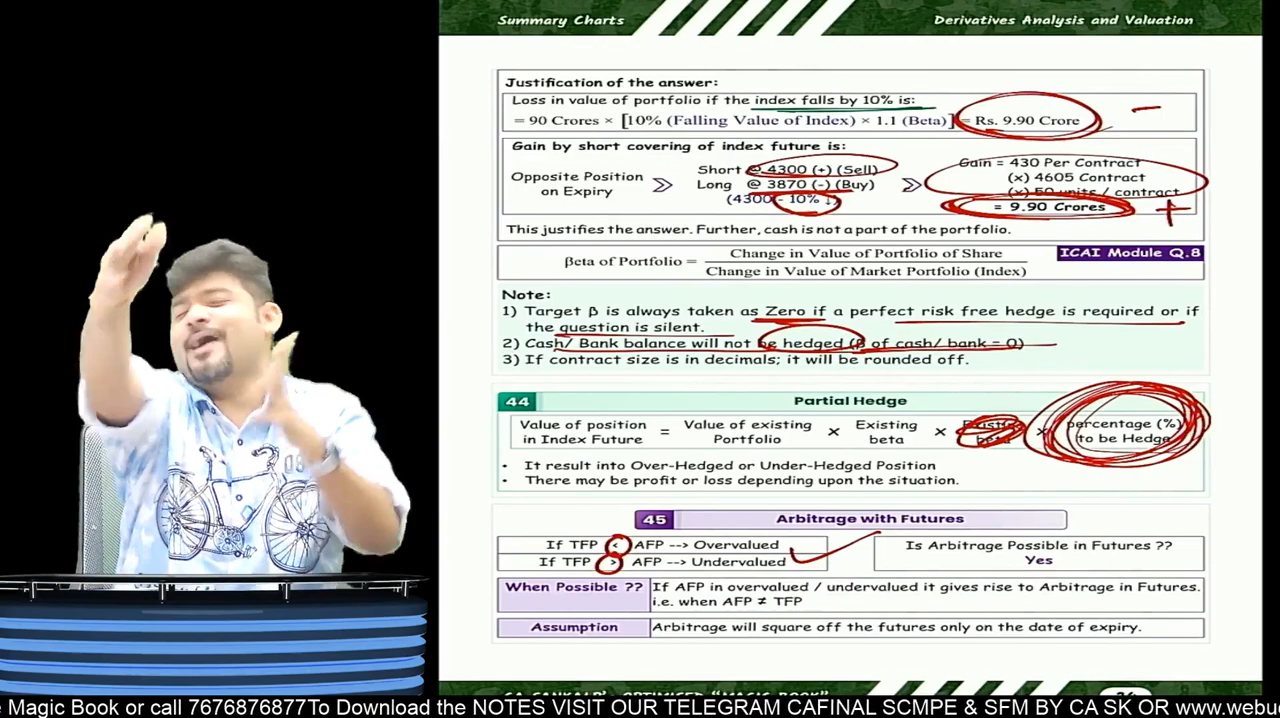 Summary Charts
Derivatives Analysis and Valuation
Justification of the answer:
Loss in value of portfolio if the index falls by 10% is:
= 90 Crores × [10% (Falling Value of Index) × 1.1 (Beta)] = Rs. 9.90 Crore
Gain by short covering of index future is:
Opposite Position
on Expiry
Short @ 4300 (+) (Sell)
Long @ 3870 (-) (Buy)
(4300 - 10% ↓)
Gain = 430 Per Contract
(x) 4605 Contract
(x) 50 units / contract
= 9.90 Crores
This justifies the answer. Further, cash is not a part of the portfolio.
βeta of Portfolio = Change in Value of Portfolio of Share
Change in Value of Market Portfolio (Index)
ICAI Module Q.8
Note:
1) Target β is always taken as Zero if a perfect risk free hedge is required or if
the question is silent.
2) Cash/ Bank balance will not be hedged (β of cash/ bank = 0)
3) If contract size is in decimals; it will be rounded off.
44 Partial Hedge
Value of position
in Index Future
=
Value of existing
Portfolio
×
Existing
beta
×
beta
×
percentage (%)
to be Hedge
• It result into Over-Hedged or Under-Hedged Position
• There may be profit or loss depending upon the situation.
45 Arbitrage with Futures
If TFP < AFP --> Overvalued
If TFP > AFP --> Undervalued
Is Arbitrage Possible in Futures ??
Yes
When Possible ??
If AFP in overvalued / undervalued it gives rise to Arbitrage in Futures.
i.e. when AFP ≠ TFP
Assumption
Arbitrage will square off the futures only on the date of expiry.
e Magic Book or call 7676876877To Download the NOTES VISIT OUR TELEGRAM CAFINAL SCMPE & SFM BY CA SK OR www.webu